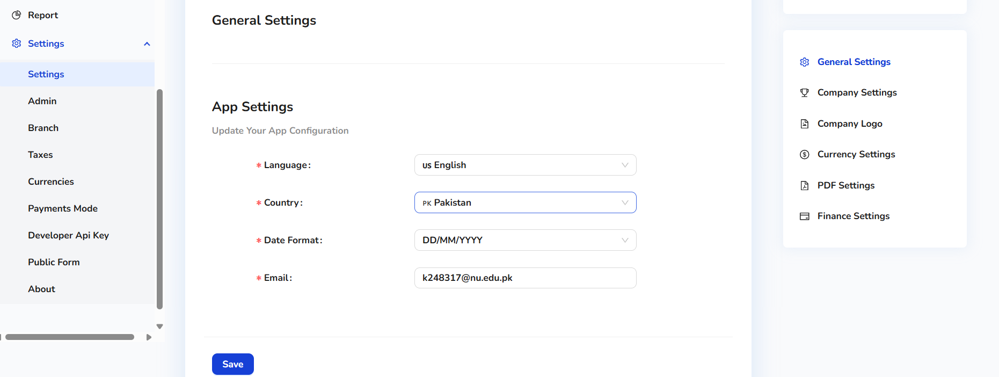 Report
Settings
Settings
Admin
Branch
Taxes
Currencies
Payments Mode
Developer Api Key
Public Form
About
General Settings
App Settings
Update Your App Configuration
* Language:
US English
* Country:
PK Pakistan
* Date Format:
DD/MM/YYYY
* Email:
k248317@nu.edu.pk
Save
General Settings
Company Settings
Company Logo
Currency Settings
PDF Settings
Finance Settings